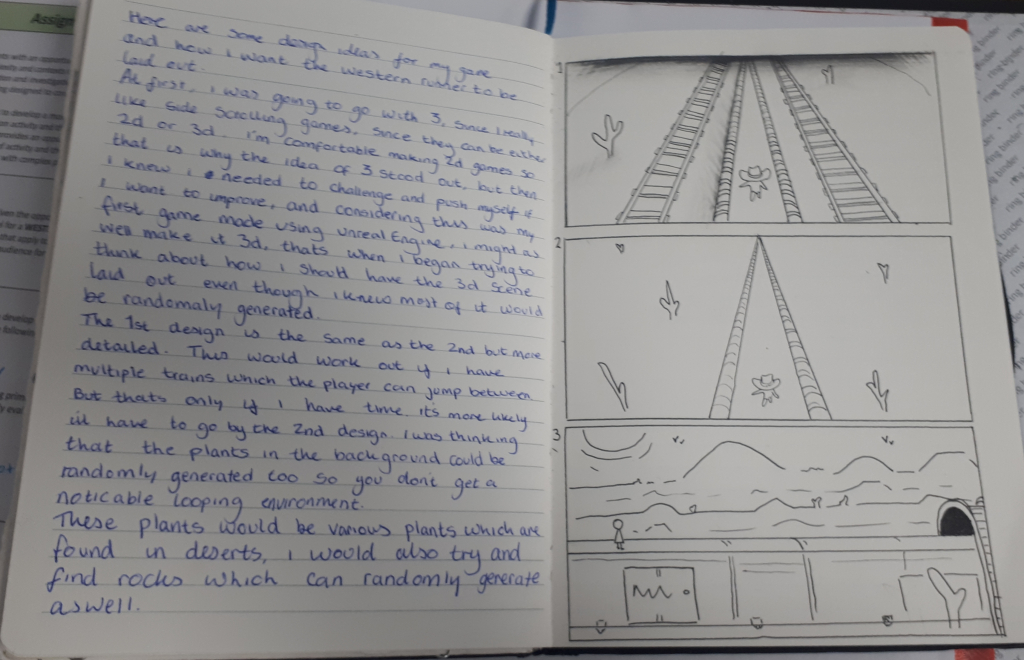 Here are some design ideas for my game
and how i want the western runner to be
laid out.
At first, i was going to go with 3, since i really
like side scrolling games, since they can be either
2d or 3d. i'm comfortable making 2d games so
that is why the idea of 3 stood out, but then
i knew i needed to challenge and push myself if
i want to improve, and considering this was my
first game made using Unreal Engine, i might as
well make it 3d, thats when i began trying to
think about how i should have the 3d scene
laid out even though i knew most of it would
be randomaly generated.
The 1st design is the same as the 2nd but more
detailed. This would work out if i have
multiple trains which the player can jump between
But thats only if i have time. it's more likely
i'll have to go by the 2nd design. i was thinking
that the plants in the background could be
randomly generated too so you don't get a
noticable looping environment.
These plants would be various plants which are
found in deserts, i would also try and
find rocks which can randomly generate
aswell.
1
2
3
Assign
ring binder